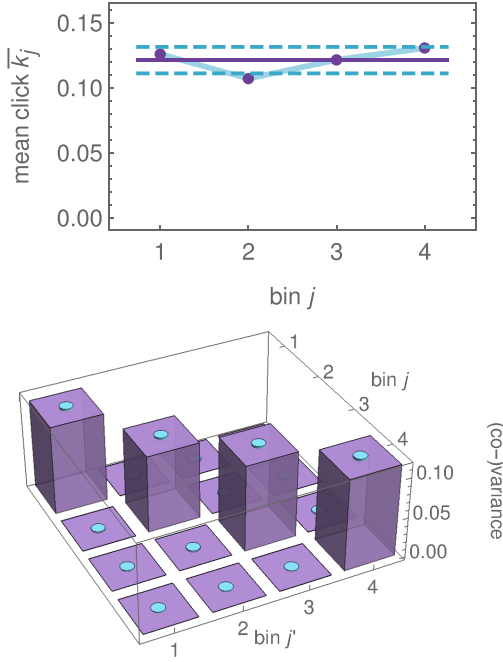 0.15
0.10
0.05
0.00
mean click k̅ⱼ
1 2 3 4
bin j
1
2
3
4
bin j
0.10
0.05
0.00
(co-)variance
1
2
3
4
bin j'